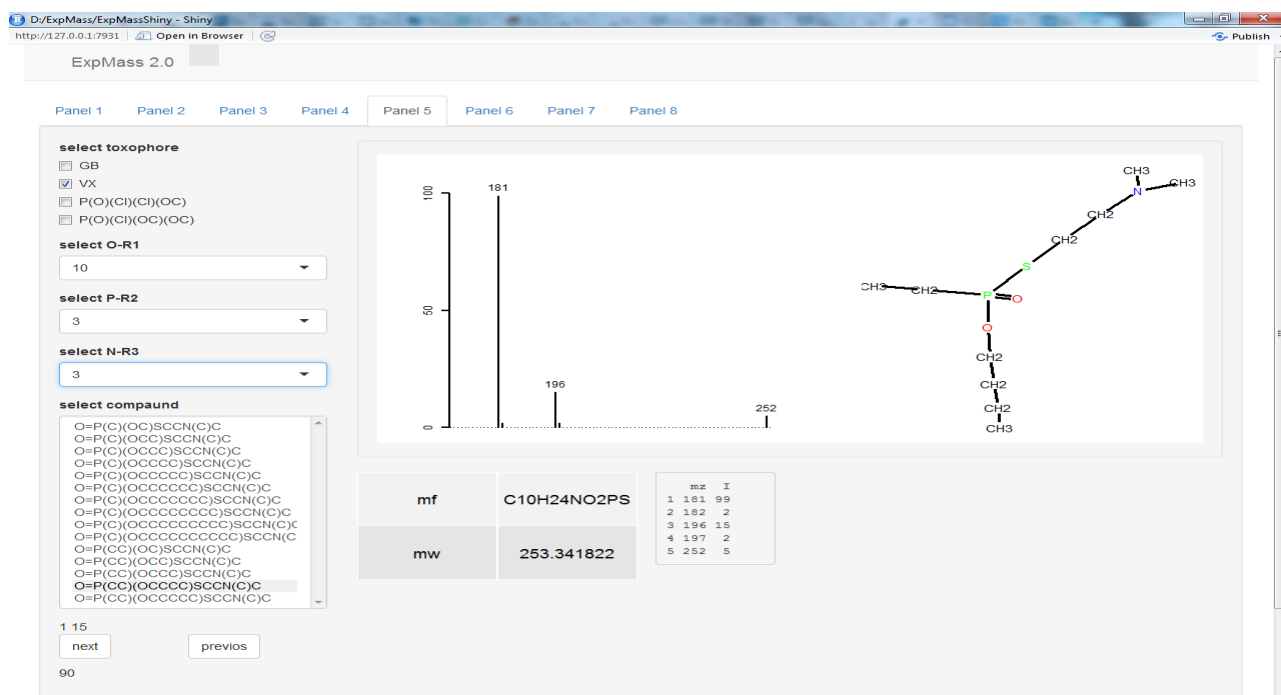 D:/ExpMass/ExpMassShiny - Shiny
http://127.0.0.1:7931 Open in Browser Publish
ExpMass 2.0
Panel 1 Panel 2 Panel 3 Panel 4 Panel 5 Panel 6 Panel 7 Panel 8
select toxophore
GB
VX
P(O)(Cl)(Cl)(OC)
P(O)(Cl)(OC)(OC)
select O-R1
10
select P-R2
3
select N-R3
3
select compaund
O=P(C)(OC)SCCN(C)C
O=P(C)(OCC)SCCN(C)C
O=P(C)(OCCC)SCCN(C)C
O=P(C)(OCCCC)SCCN(C)C
O=P(C)(OCCCCC)SCCN(C)C
O=P(C)(OCCCCCC)SCCN(C)C
O=P(C)(OCCCCCCC)SCCN(C)C
O=P(C)(OCCCCCCCC)SCCN(C)C
O=P(C)(OCCCCCCCCC)SCCN(C)C
O=P(C)(OCCCCCCCCCC)SCCN(C
O=P(CC)(OC)SCCN(C)C
O=P(CC)(OCC)SCCN(C)C
O=P(CC)(OCCC)SCCN(C)C
O=P(CC)(OCCCC)SCCN(C)C
O=P(CC)(OCCCCC)SCCN(C)C
1 15
next previos
90
100
50
0
181
196
252
CH3
N CH3
CH2
CH2
S
CH3 CH2 P O
O
CH2
CH2
CH2
CH3
mf C10H24NO2PS
mw 253.341822
mz I
1 181 99
2 182 2
3 196 15
4 197 2
5 252 5